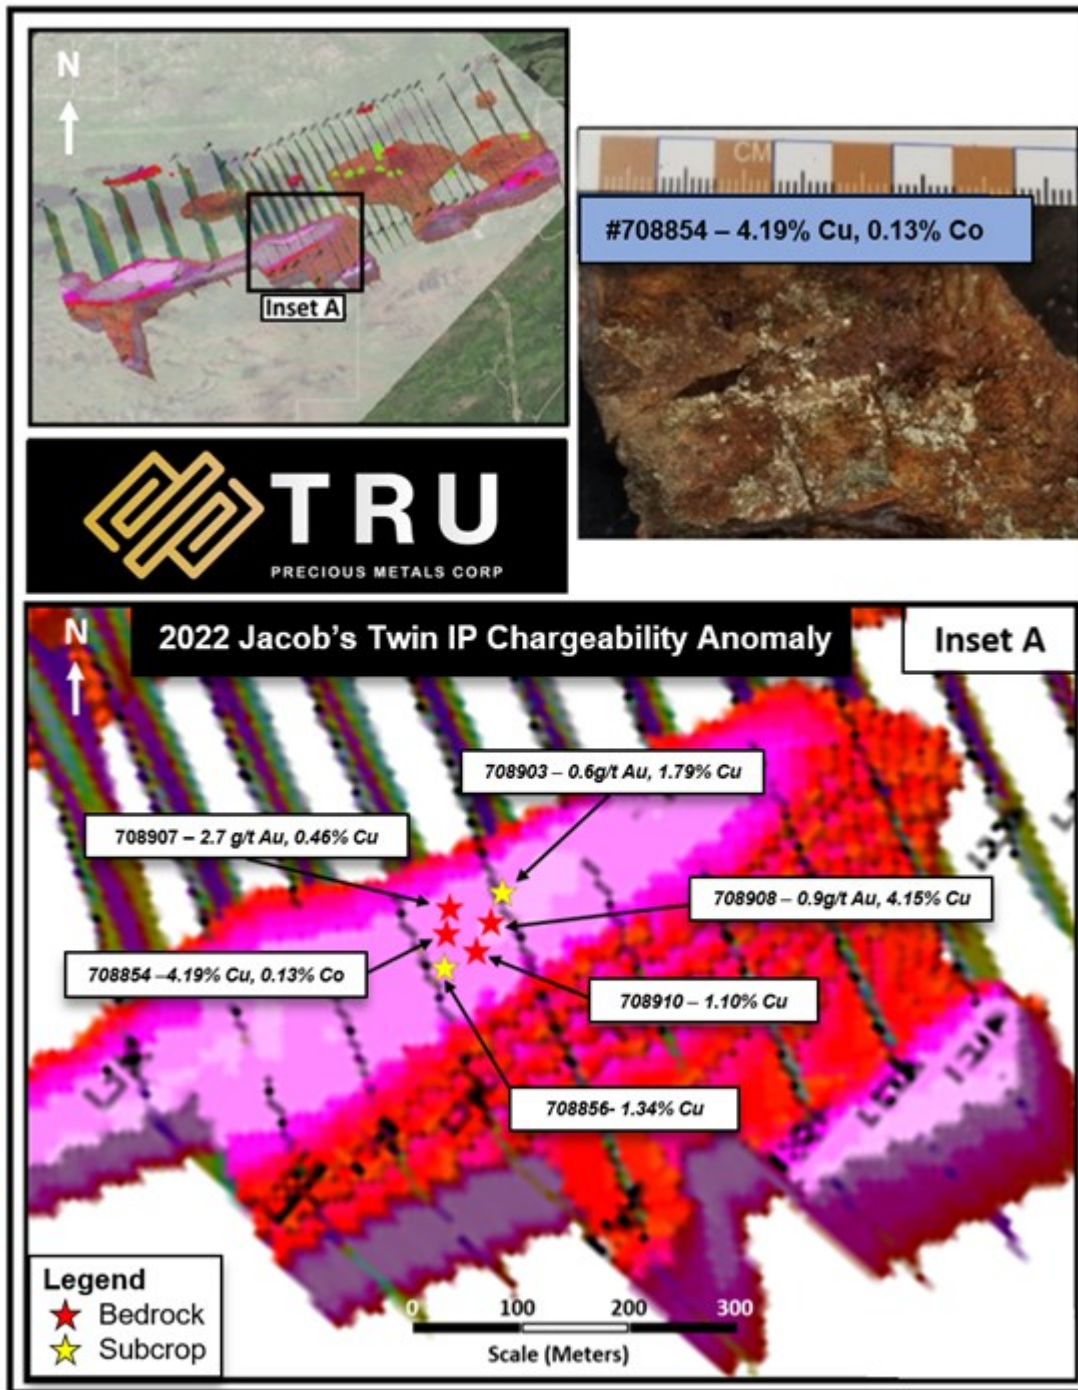 N
Inset A
CM
#708854 – 4.19% Cu, 0.13% Co
TRU
PRECIOUS METALS CORP
N
2022 Jacob's Twin IP Chargeability Anomaly
Inset A
708903 – 0.6g/t Au, 1.79% Cu
708907 – 2.7 g/t Au, 0.46% Cu
708908 – 0.9g/t Au, 4.15% Cu
708854 –4.19% Cu, 0.13% Co
708910 – 1.10% Cu
708856- 1.34% Cu
Legend
Bedrock
Subcrop
0 100 200 300
Scale (Meters)